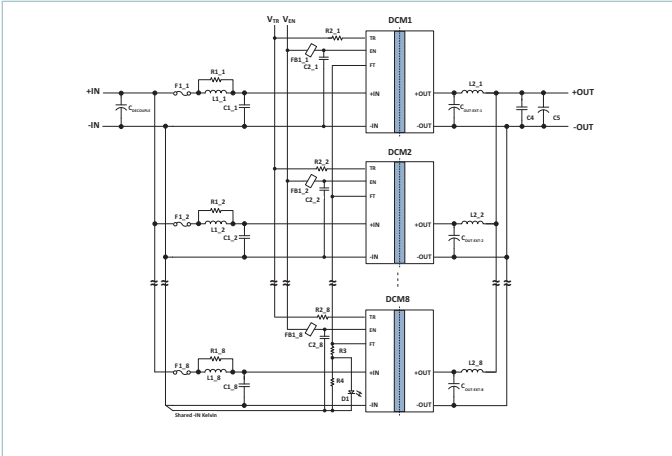 VTR VEN
DCM1
R2_1
TR
FB1_1
EN
C2_1
FT
R1_1
F1_1
L1_1
+IN
CDECOUPLE
C1_1
-IN
+IN
-IN
+OUT
-OUT
L2_1
COUT-EXT-1
C4
C5
+OUT
-OUT
DCM2
R2_2
TR
FB1_2
EN
C2_2
FT
R1_2
F1_2
L1_2
C1_2
+IN
-IN
+OUT
-OUT
L2_2
COUT-EXT-2
DCM8
R2_8
TR
FB1_8
EN
C2_8
FT
R3
R1_8
F1_8
L1_8
C1_8
R4
D1
+IN
-IN
+OUT
-OUT
L2_8
COUT-EXT-8
Shared -IN Kelvin